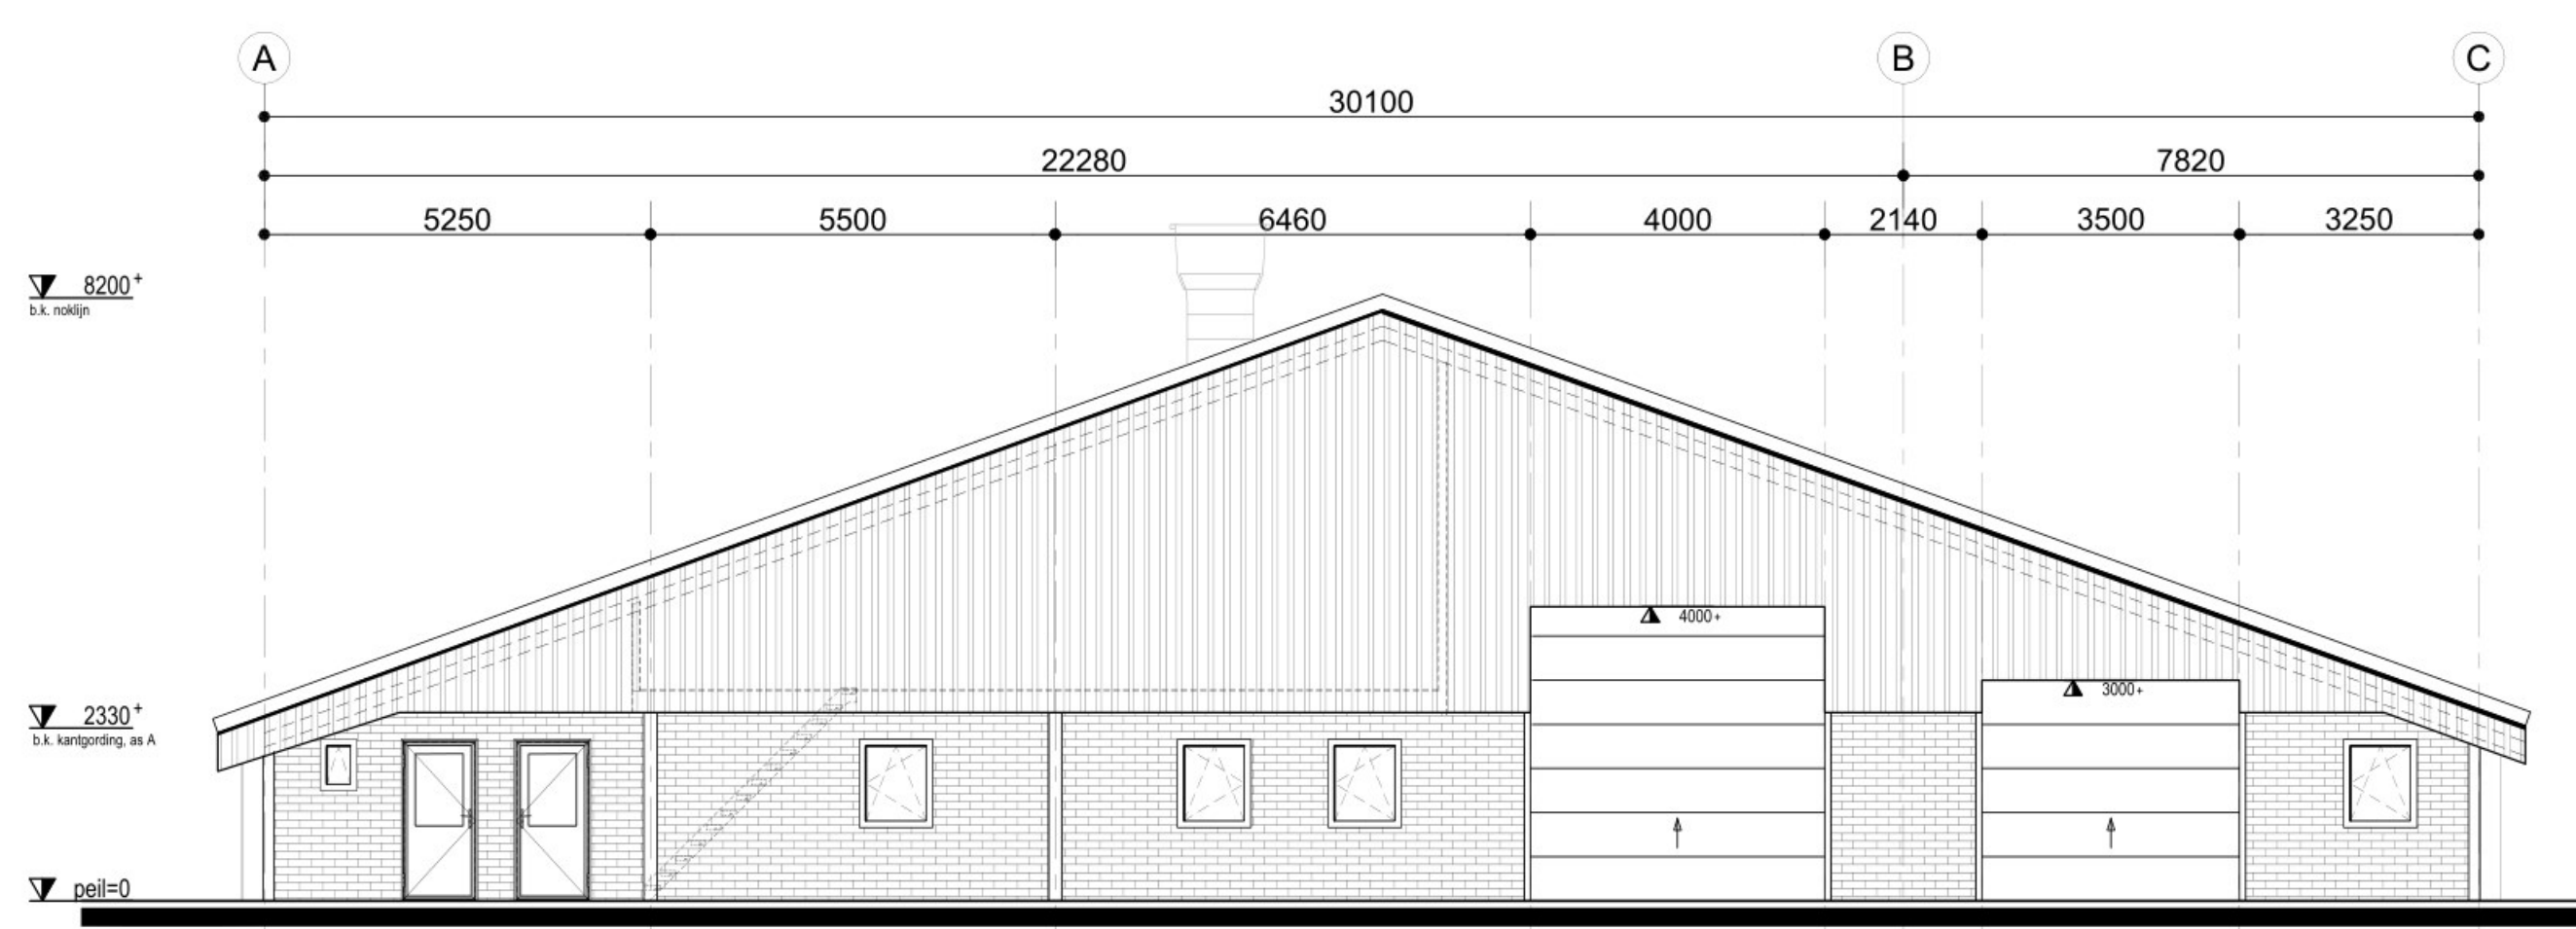 A B C
30100
22280 7820
5250 5500 6460 4000 2140 3500 3250
8200+
b.k. noklijn
4000+
3000+
2330+
b.k. kantgording, as A
peil=0